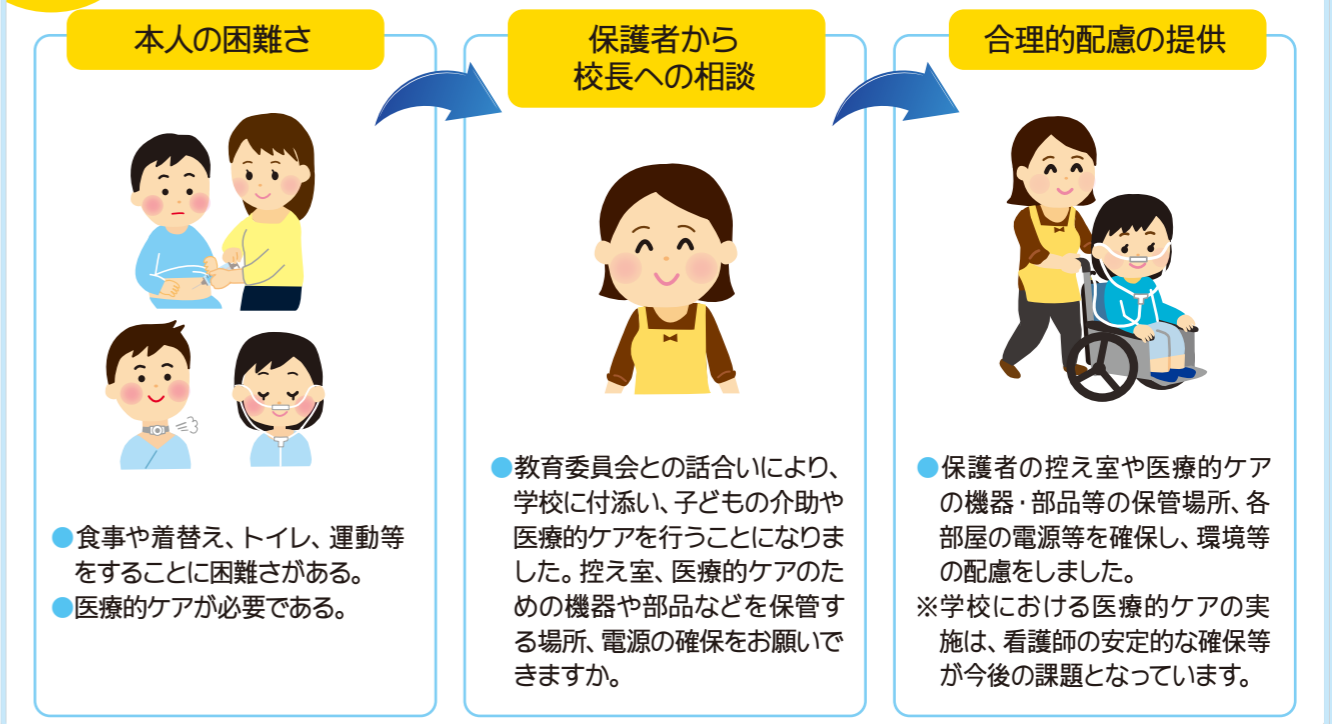 本人の困難さ
●食事や着替え、トイレ、運動等
をすることに困難さがある。
●医療的ケアが必要である。
保護者から
校長への相談
●教育委員会との話合いにより、
学校に付添い、子どもの介助や
医療的ケアを行うことになりま
した。控え室、医療的ケアのた
めの機器や部品などを保管す
る場所、電源の確保をお願いで
きますか。
合理的配慮の提供
●保護者の控え室や医療的ケア
の機器・部品等の保管場所、各
部屋の電源等を確保し、環境等
の配慮をしました。
※学校における医療的ケアの実
施は、看護師の安定的な確保等
が今後の課題となっています。